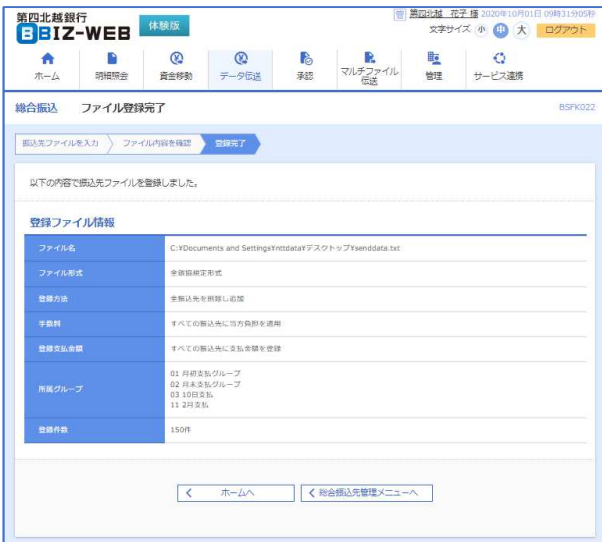 第四北越銀行
BBIZ-WEB 体験版
第四北越 花子 様 2020年10月01日 09時31分05秒
文字サイズ 小 中 大 ログアウト
ホーム 明細照会 資金移動 データ伝送 承認 マルチファイル伝送 管理 サービス連携
総合振込 ファイル登録完了 BSFK022
振込先ファイルを入力 ファイル内容を確認 登録完了
以下の内容で振込先ファイルを登録しました。
登録ファイル情報
ファイル名 C:¥Documents and Settings¥nttdata¥デスクトップ¥senddata.txt
ファイル形式 全銀協規定形式
登録方法 全振込先を削除し追加
手数料 すべての振込先に当方負担を適用
登録支払金額 すべての振込先に支払金額を登録
所属グループ 01 月初支払グループ
02 月末支払グループ
03 10日支払
11 2月支払
登録件数 150件
ホームへ 総合振込先管理メニューへ